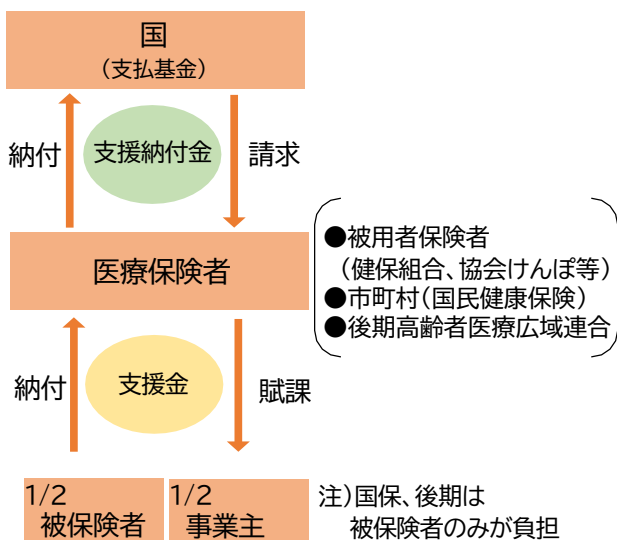 国
（支払基金）
納付
支援納付金
請求
医療保険者
●被用者保険者
（健保組合、協会けんぽ等）
●市町村（国民健康保険）
●後期高齢者医療広域連合
納付
支援金
賦課
1/2
被保険者
1/2
事業主
注）国保、後期は
被保険者のみが負担